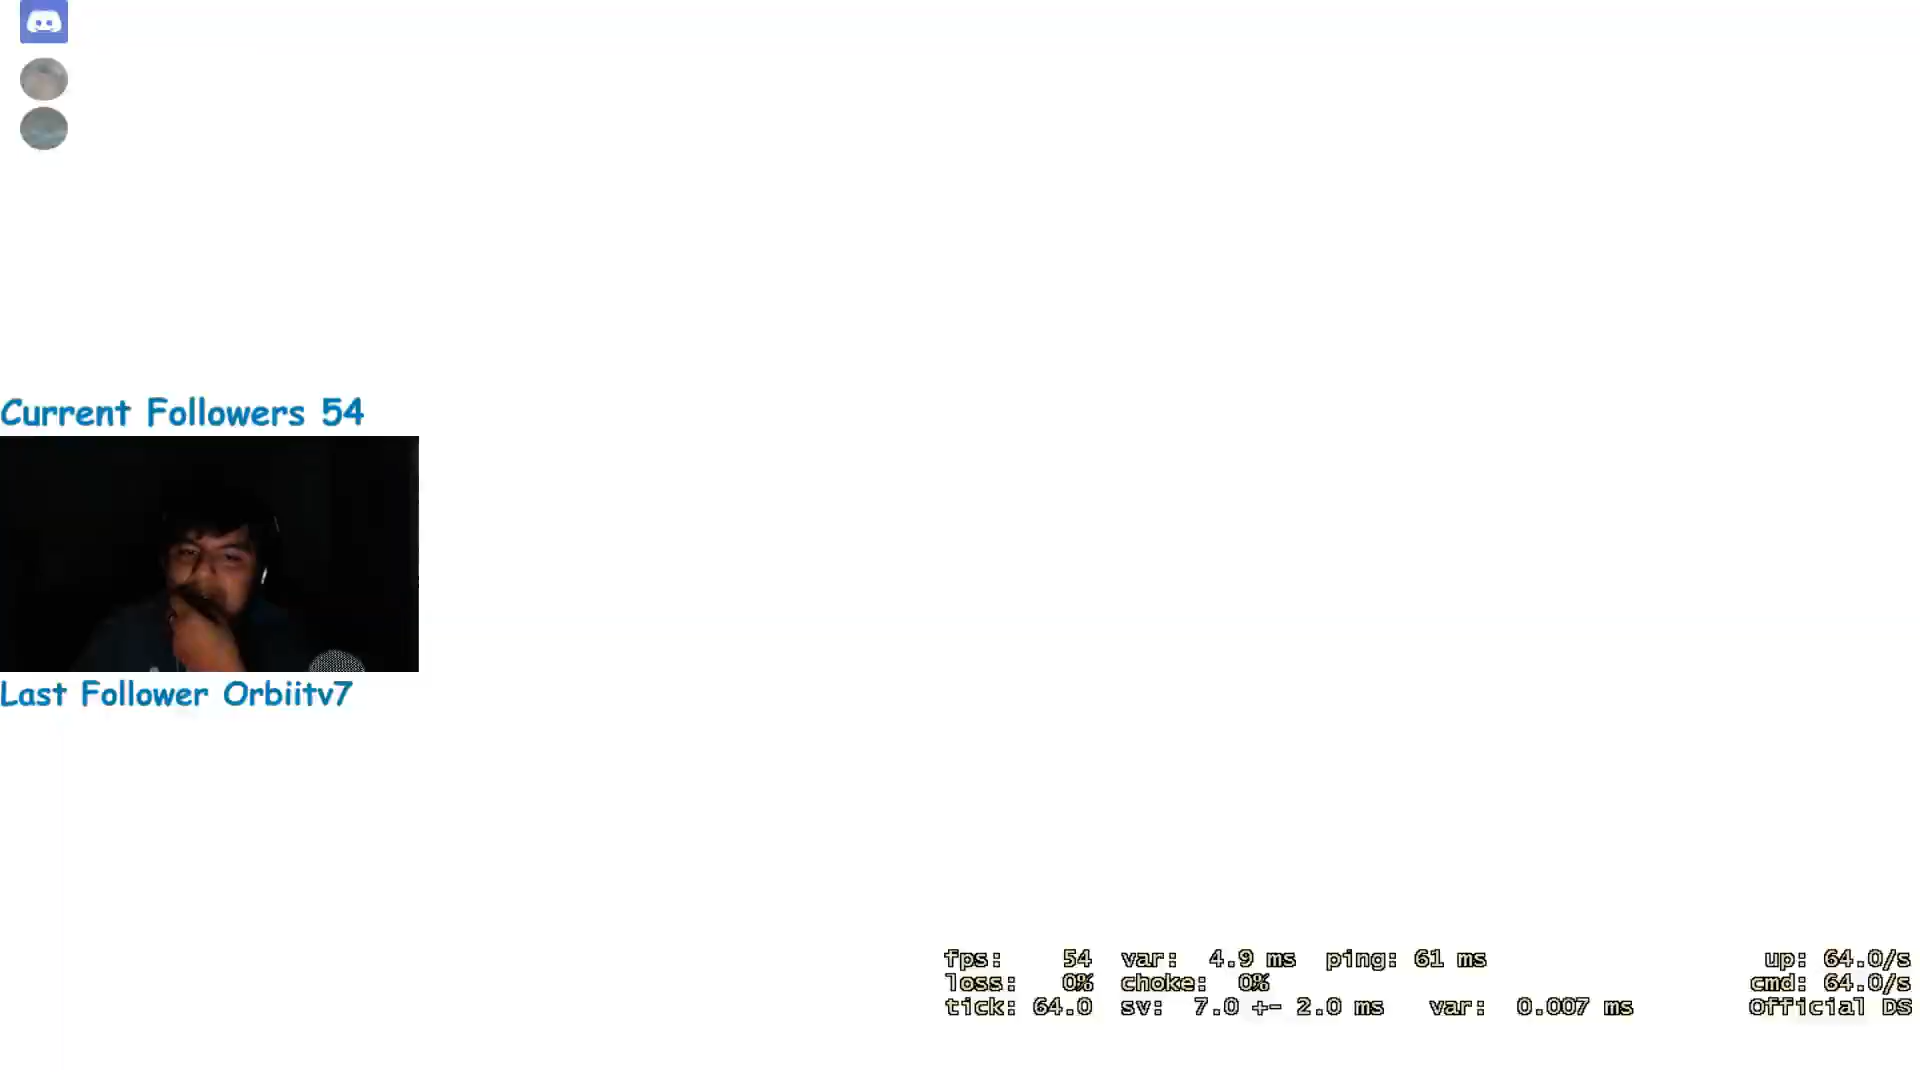 Current Followers 54
Last Follower Orbiitv7
fps: 54 var: 4.9 ms ping: 61 ms up: 64.0/s
loss: 0% choke: 0% cmd: 64.0/s
tick: 64.0 sv: 7.0 +- 2.0 ms var: 0.007 ms Official DS